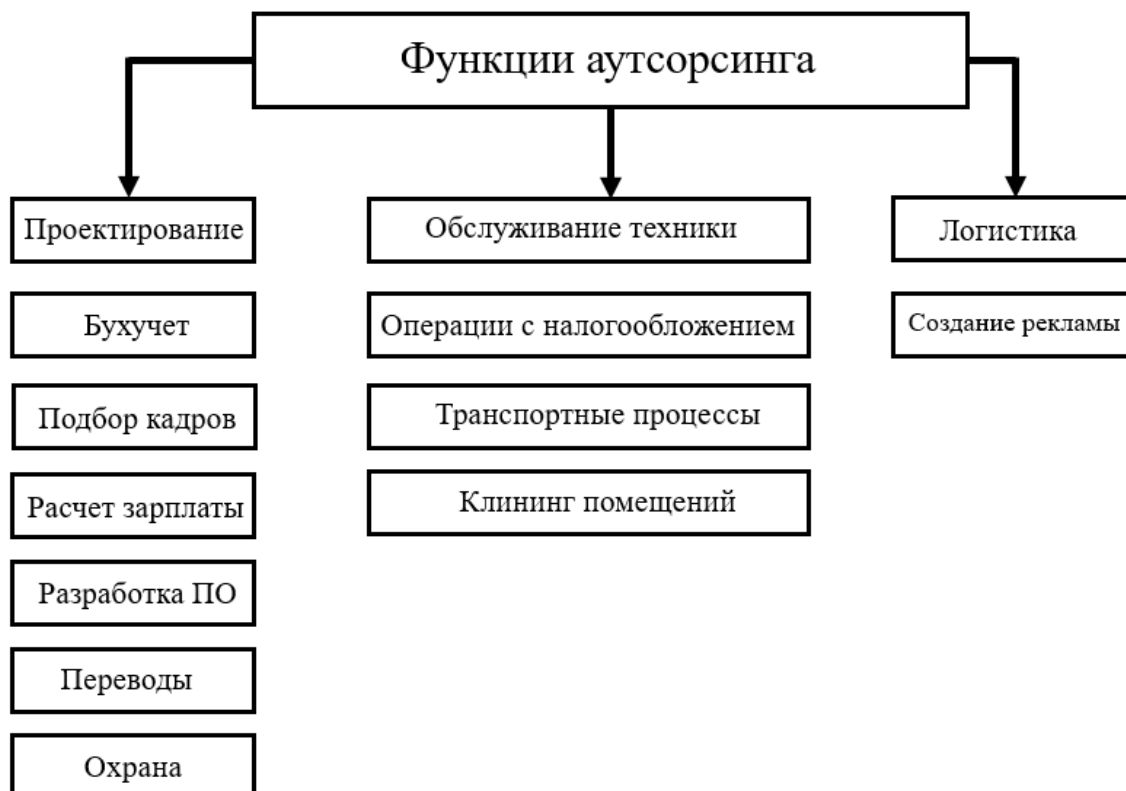 Функции аутсорсинга
Проектирование
Бухучет
Подбор кадров
Расчет зарплаты
Разработка ПО
Переводы
Охрана
Обслуживание техники
Операции с налогообложением
Транспортные процессы
Клининг помещений
Логистика
Создание рекламы